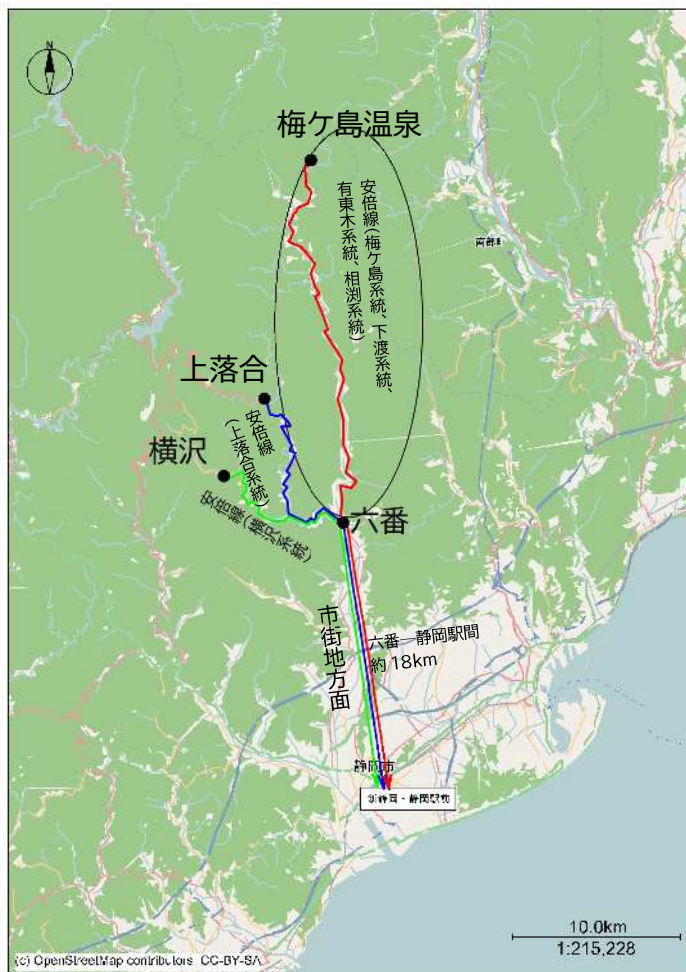 梅ケ島温泉
安倍線(梅ケ島系統、下渡系統、
有東木系統、相渕系統)
南部町
上落合
安倍線
(上落合系統)
横沢
安倍線(横沢系統)
六番
市街地方面
六番―静岡駅間
約18km
静岡市
新静岡・静岡駅前
10.0km
1:215,228
(c) OpenStreetMap contributors, CC-BY-SA